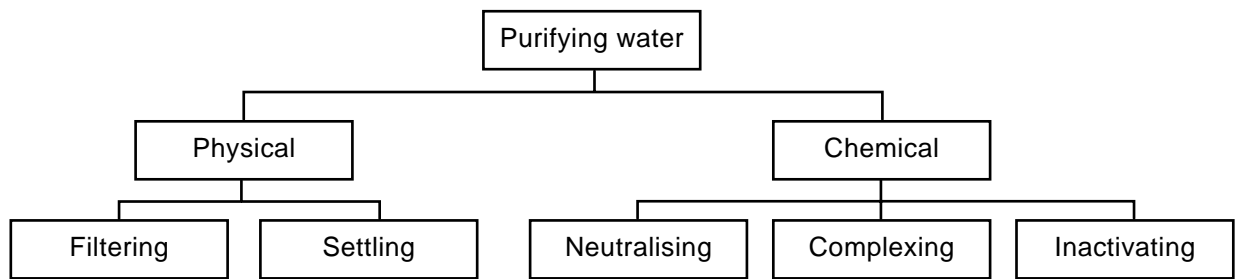 Purifying water
Physical
Chemical
Filtering
Settling
Neutralising
Complexing
Inactivating